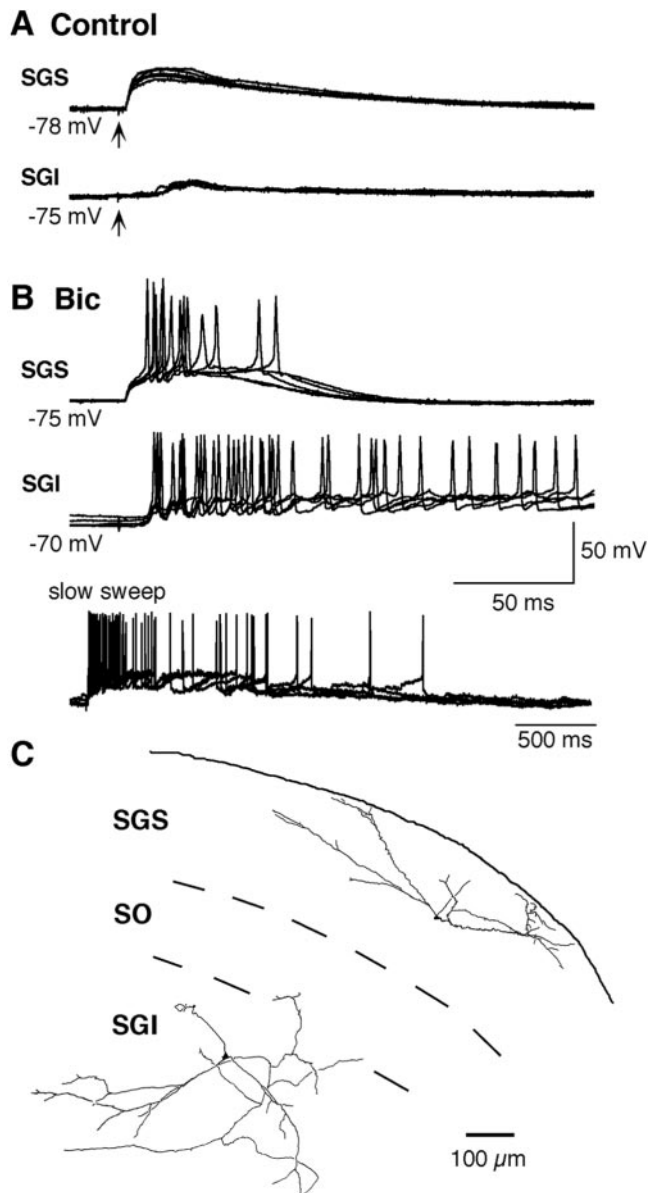 A Control
SGS
-78 mV
SGI
-75 mV
B Bic
SGS
-75 mV
SGI
-70 mV
50 mV
50 ms
slow sweep
500 ms
C
SGS
SO
SGI
100 µm